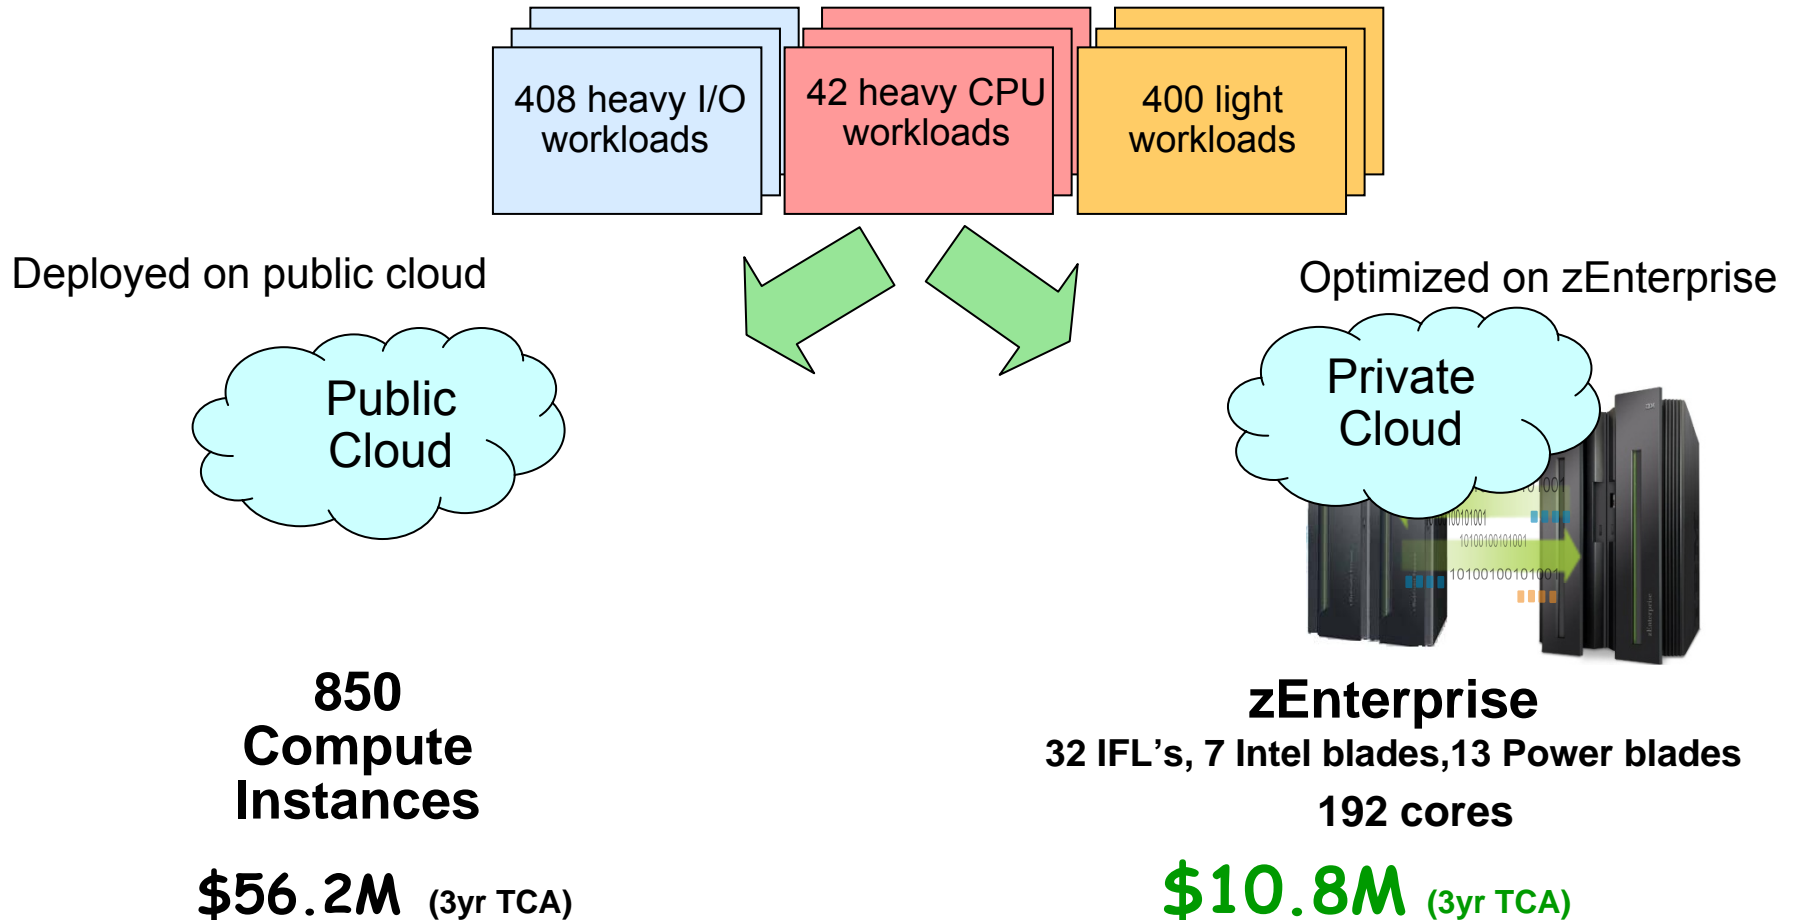 408 heavy I/O
workloads
42 heavy CPU
workloads
400 light
workloads
Deployed on public cloud
Optimized on zEnterprise
Public
Cloud
Private
Cloud
10100100101001
10100100101001
850
Compute
Instances
zEnterprise
32 IFL's, 7 Intel blades,13 Power blades
192 cores
$56.2M (3yr TCA)
$10.8M (3yr TCA)